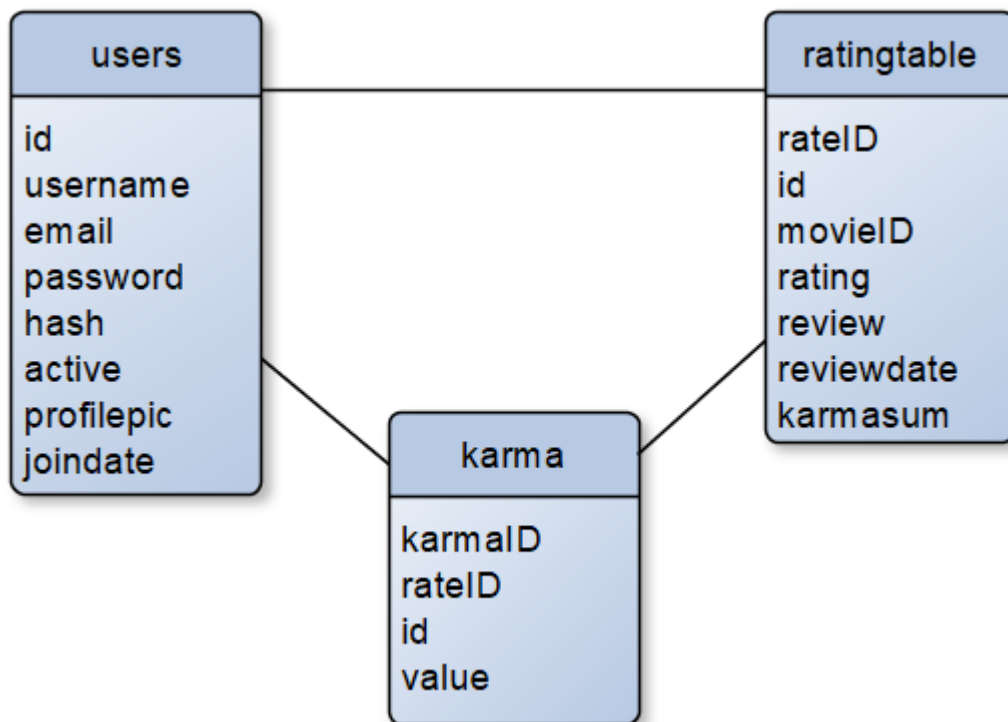 users
id
username
email
password
hash
active
profilepic
joindate
ratingtable
rateID
id
movieID
rating
review
reviewdate
karmasum
karma
karmaID
rateID
id
value